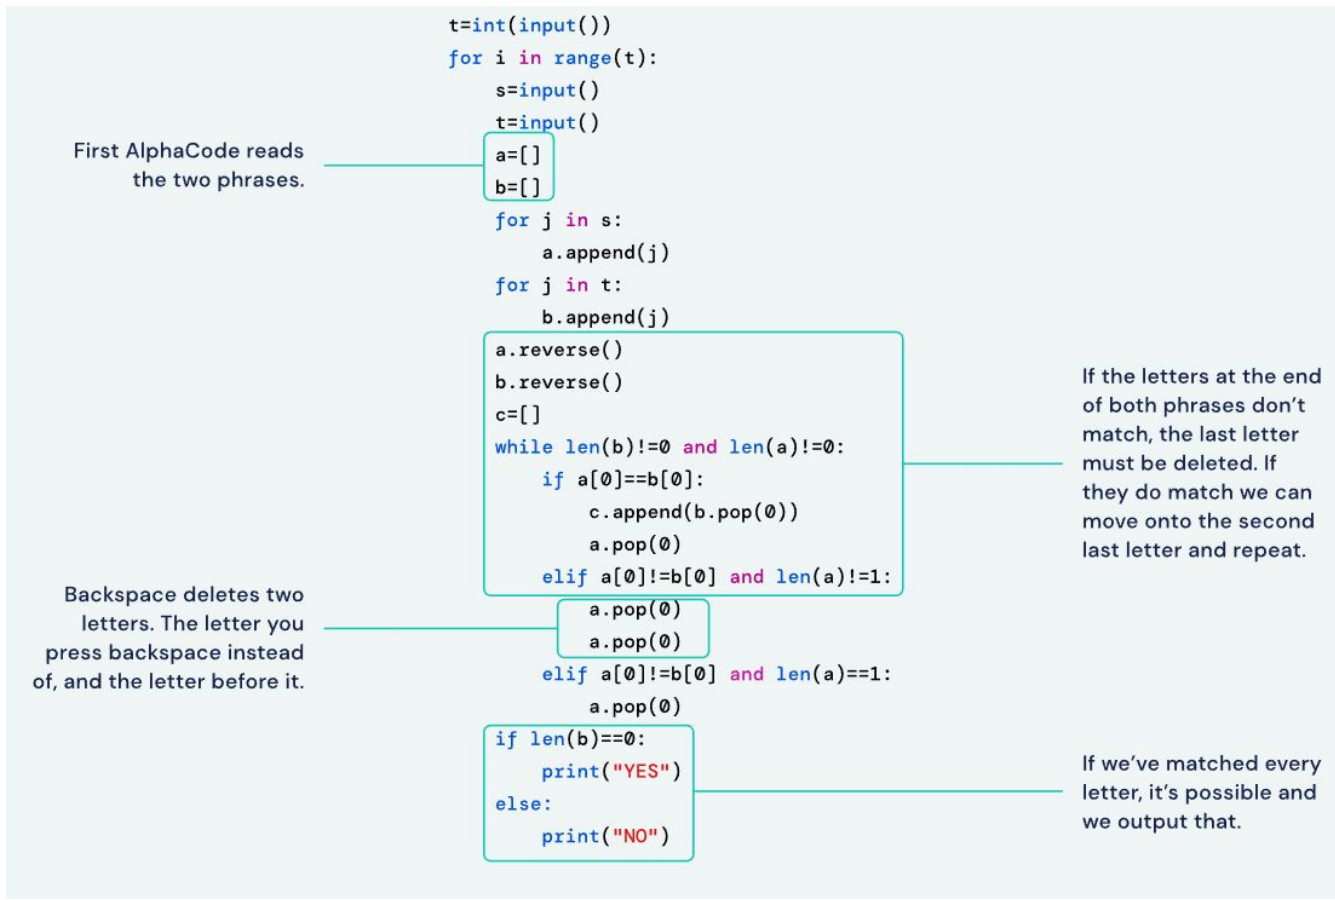 t=int(input())
for i in range(t):
    s=input()
    t=input()
First AlphaCode reads
the two phrases.
    a=[]
    b=[]
    for j in s:
        a.append(j)
    for j in t:
        b.append(j)
    a.reverse()
    b.reverse()
    c=[]
    while len(b)!=0 and len(a)!=0:
        if a[0]==b[0]:
            c.append(b.pop(0))
            a.pop(0)
        elif a[0]!=b[0] and len(a)!=1:
If the letters at the end
of both phrases don't
match, the last letter
must be deleted. If
they do match we can
move onto the second
last letter and repeat.
            a.pop(0)
            a.pop(0)
Backspace deletes two
letters. The letter you
press backspace instead
of, and the letter before it.
        elif a[0]!=b[0] and len(a)==1:
            a.pop(0)
    if len(b)==0:
        print("YES")
    else:
        print("NO")
If we've matched every
letter, it's possible and
we output that.